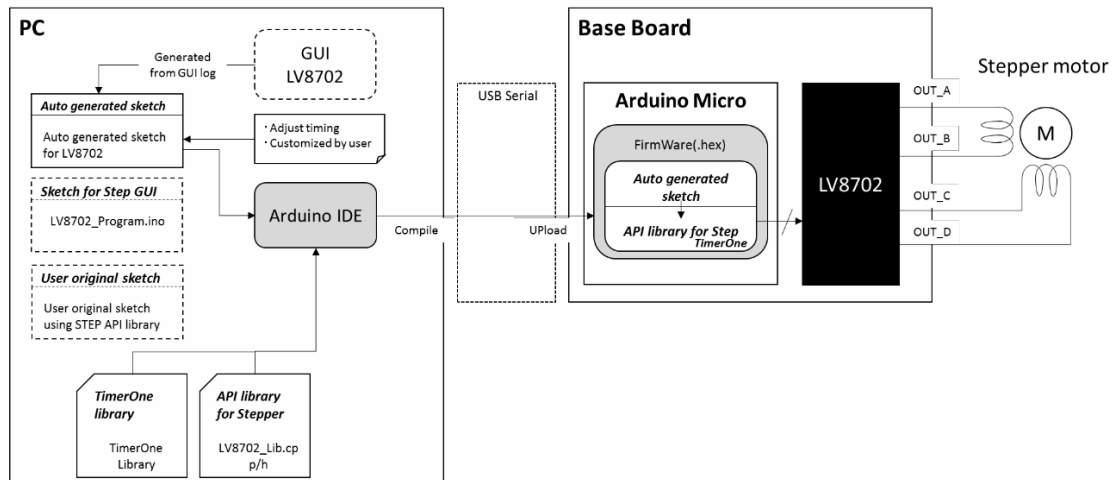 PC
Generated
from GUI log
GUI
LV8702
Auto generated sketch
Auto generated sketch
for LV8702
・Adjust timing
・Customized by user
Sketch for Step GUI
LV8702_Program.ino
Arduino IDE
User original sketch
User original sketch
using STEP API library
TimerOne
library
TimerOne
Library
API library
for Stepper
LV8702_Lib.cp
p/h
Compile
USB Serial
UPload
Base Board
Arduino Micro
FirmWare(.hex)
Auto generated
sketch
API library for Step
TimerOne
LV8702
OUT_A
OUT_B
OUT_C
OUT_D
Stepper motor
M